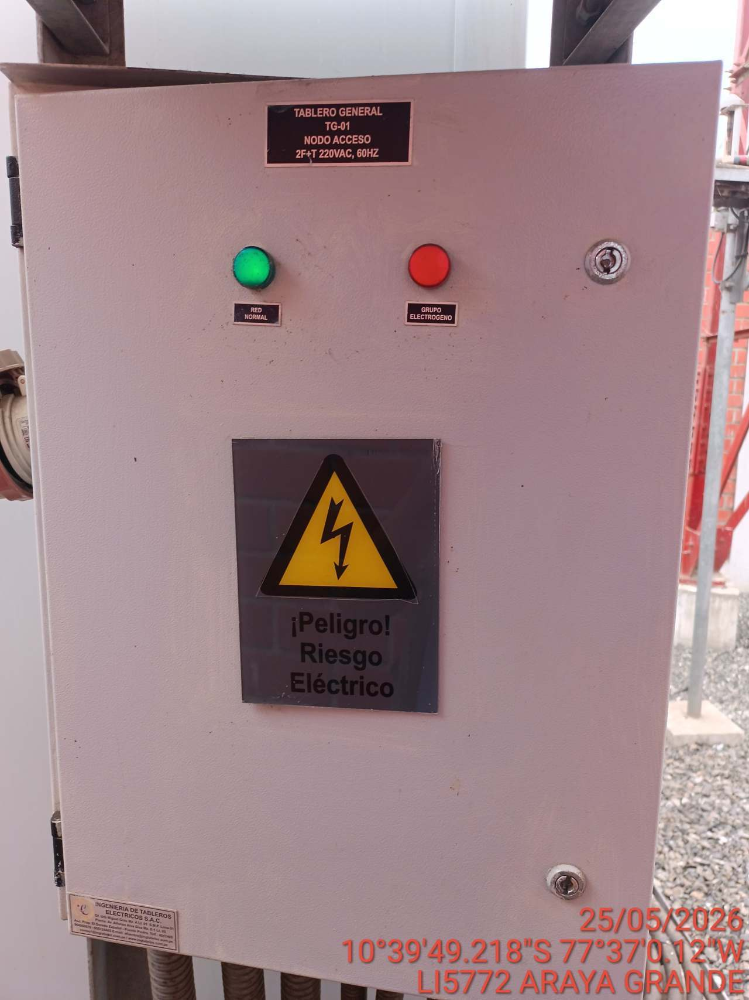 TABLERO GENERAL
TG-01
NODO ACCESO
2F+T 220VAC, 60HZ
RED
NORMAL
GRUPO
ELECTROGENO
¡Peligro!
Riesgo
Eléctrico
INGENIERIA DE TABLEROS
ELECTRICOS S.A.C.
25/05/2026
10°39'49.218"S 77°37'0.12"W
LI5772 ARAYA GRANDE